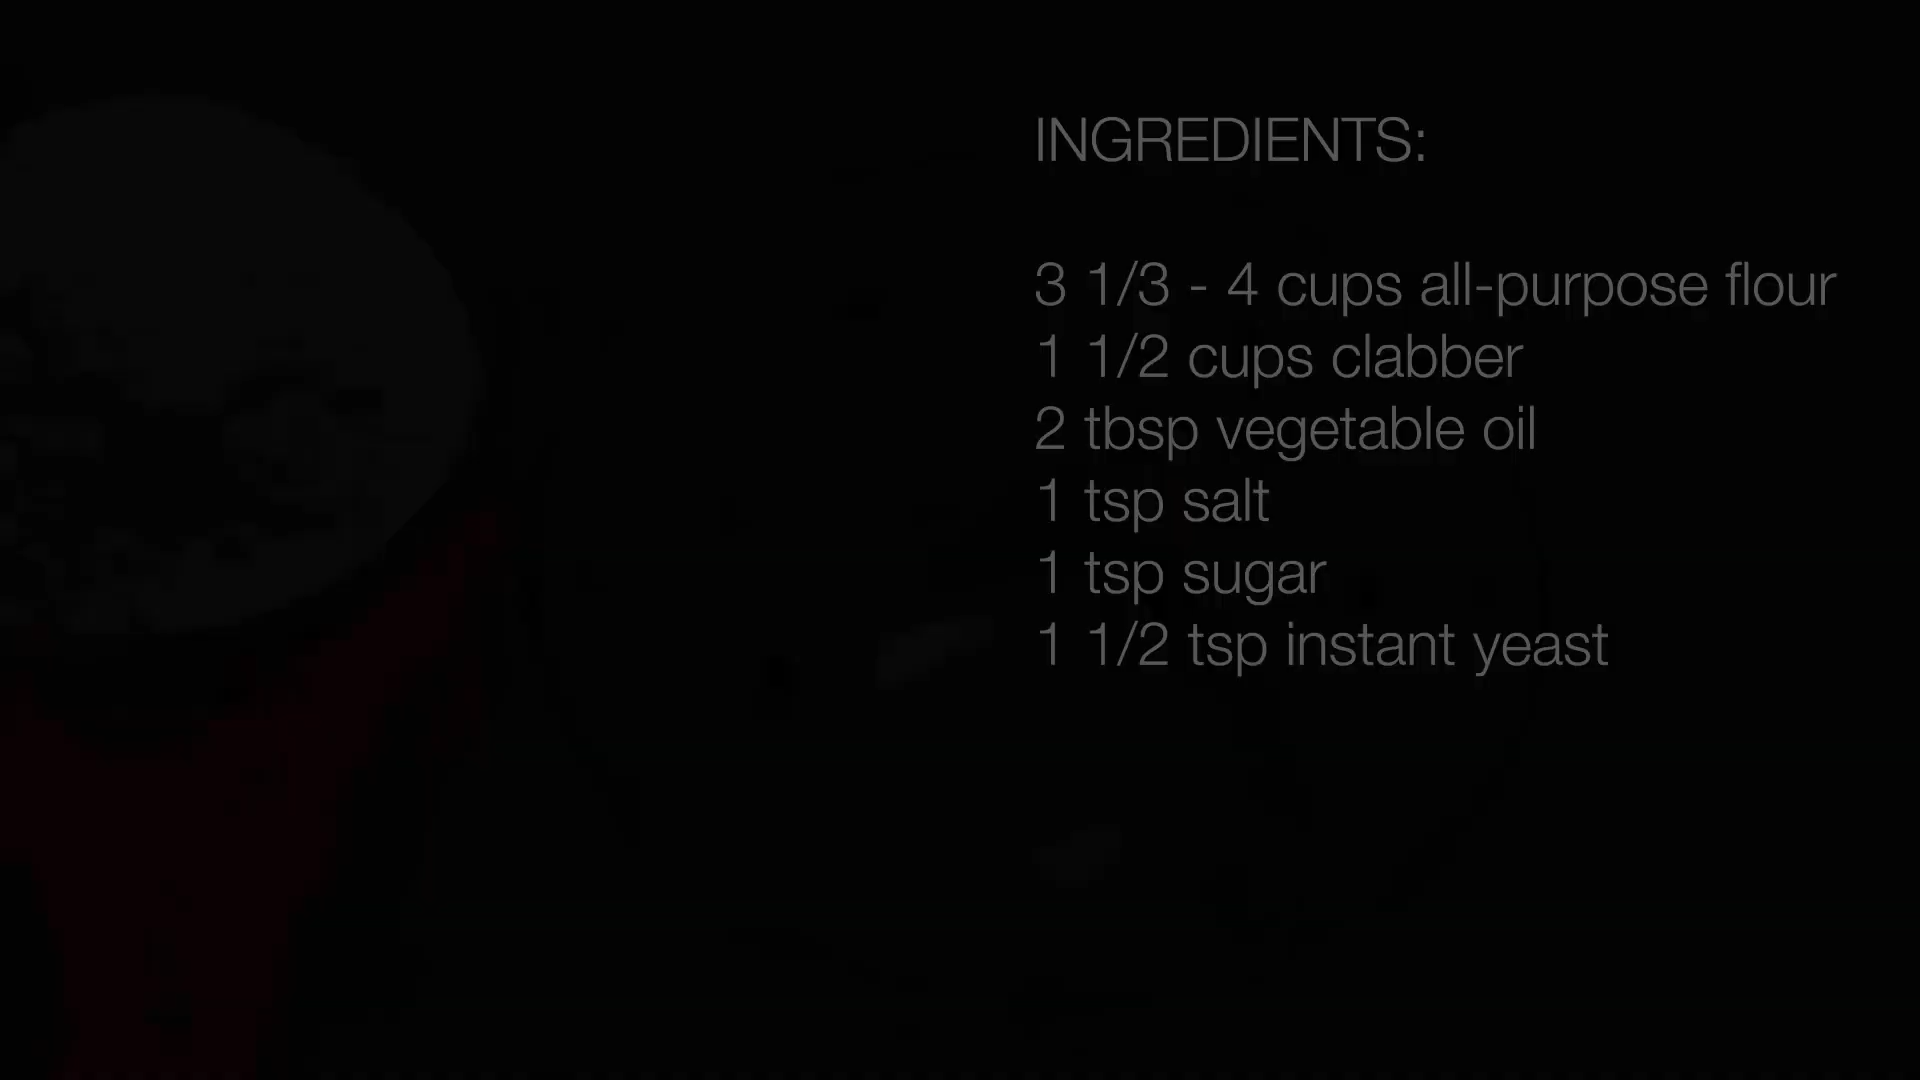 INGREDIENTS:
3 1/3 - 4 cups all-purpose flour
1 1/2 cups clabber
2 tbsp vegetable oil
1 tsp salt
1 tsp sugar
1 1/2 tsp instant yeast